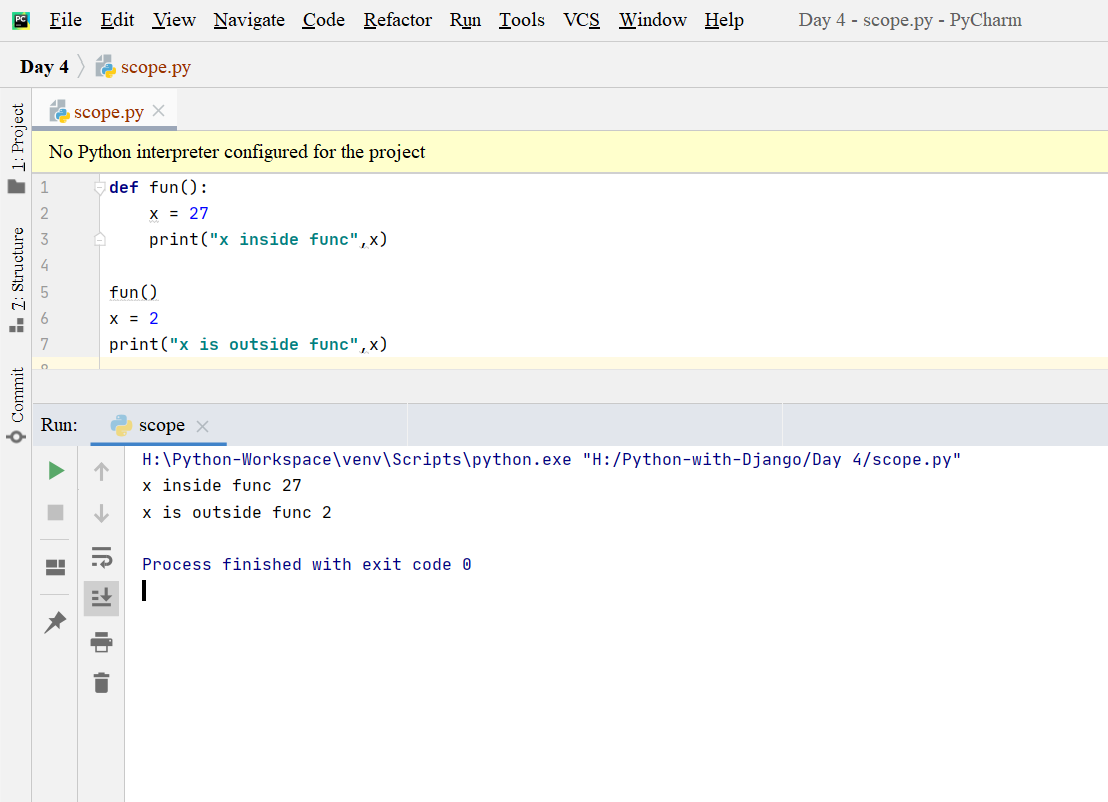 PC File Edit View Navigate Code Refactor Run Tools VCS Window Help Day 4 - scope.py - PyCharm
Day 4 scope.py
scope.py
1: Project
No Python interpreter configured for the project
1 def fun():
2 x = 27
3 print("x inside func",x)
4
7: Structure
5 fun()
6 x = 2
7 print("x is outside func",x)
8
Commit
Run: scope
H:\Python-Workspace\venv\Scripts\python.exe "H:/Python-with-Django/Day 4/scope.py"
x inside func 27
x is outside func 2
Process finished with exit code 0